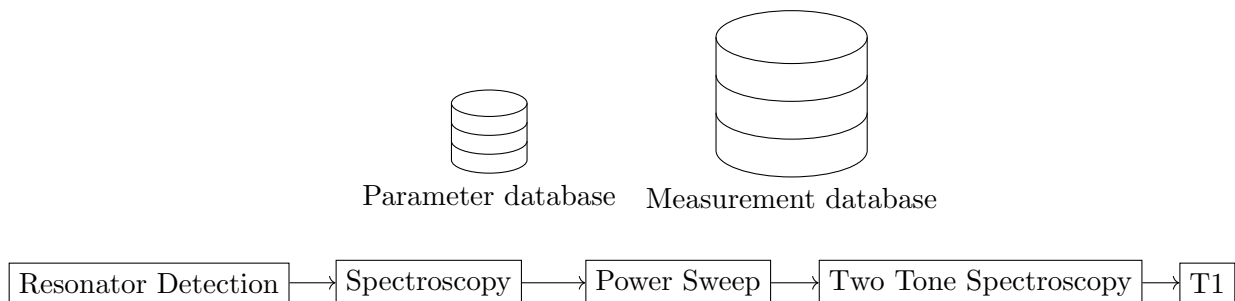 Parameter database
Measurement database
Resonator Detection
Spectroscopy
Power Sweep
Two Tone Spectroscopy
T1